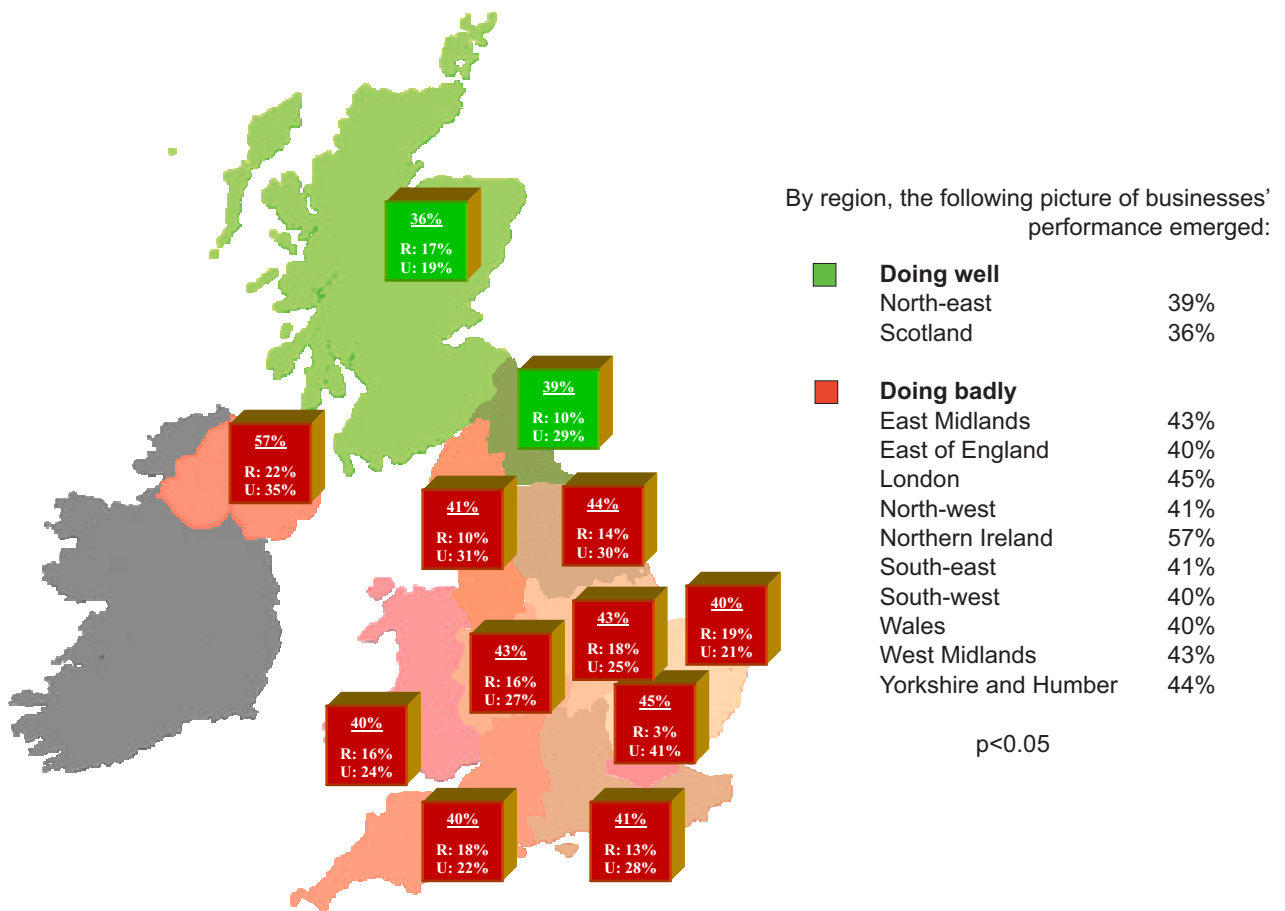 36%
R: 17%
U: 19%
39%
R: 10%
U: 29%
57%
R: 22%
U: 35%
41%
R: 10%
U: 31%
44%
R: 14%
U: 30%
40%
R: 19%
U: 21%
43%
R: 18%
U: 25%
43%
R: 16%
U: 27%
45%
R: 3%
U: 41%
40%
R: 16%
U: 24%
40%
R: 18%
U: 22%
41%
R: 13%
U: 28%
By region, the following picture of businesses’
performance emerged:
Doing well
North-east 39%
Scotland 36%
Doing badly
East Midlands 43%
East of England 40%
London 45%
North-west 41%
Northern Ireland 57%
South-east 41%
South-west 40%
Wales 40%
West Midlands 43%
Yorkshire and Humber 44%
p<0.05